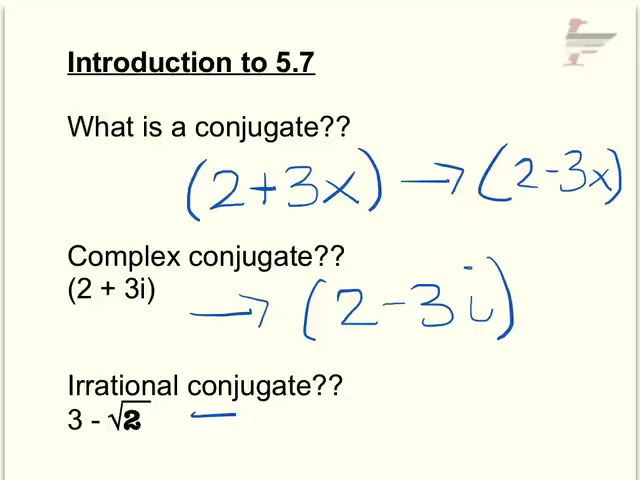 Introduction to 5.7
What is a conjugate??
(2+3x) → (2-3x)
Complex conjugate??
(2 + 3i) → (2-3i)
Irrational conjugate??
3 - √2 —